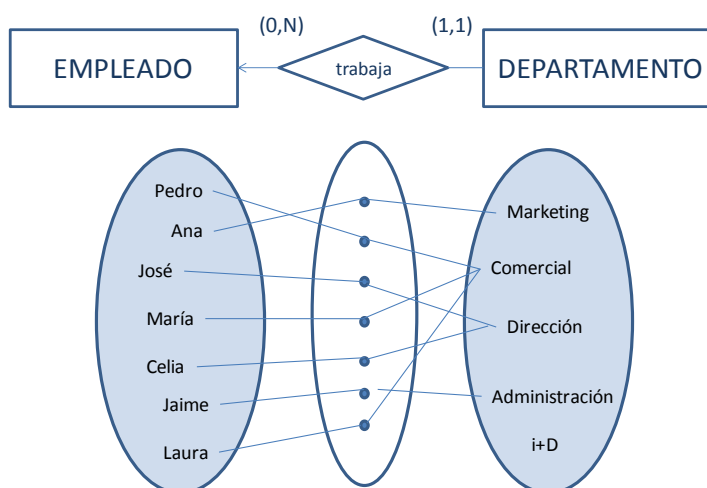 (0,N) (1,1)
EMPLEADO trabaja DEPARTAMENTO
Pedro
Ana
José
María
Celia
Jaime
Laura
Marketing
Comercial
Dirección
Administración
i+D